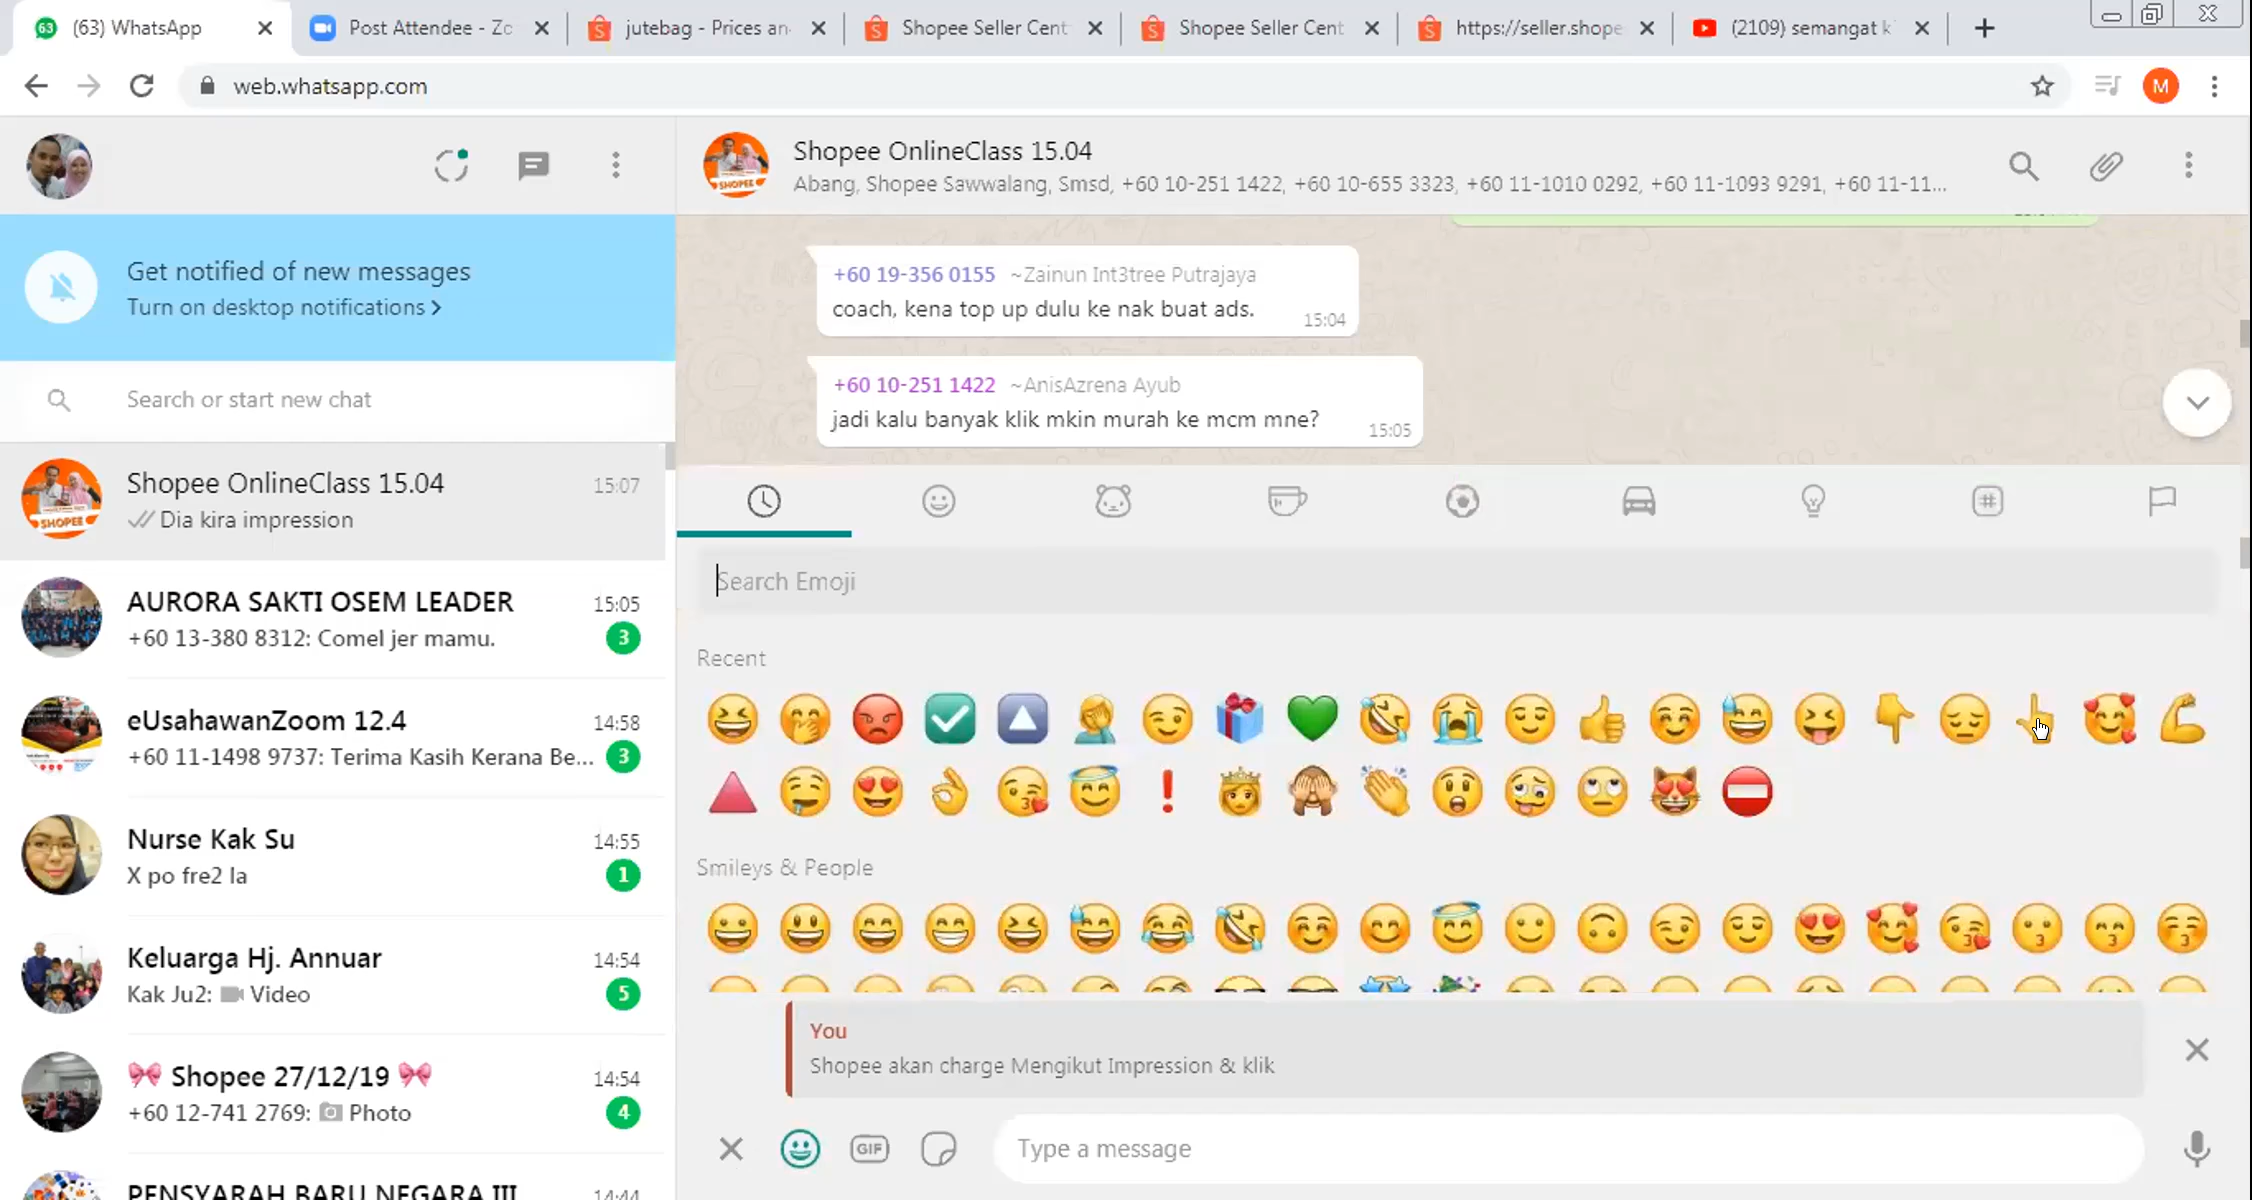 (63) WhatsApp
Post Attendee - Zo
jutebag - Prices an
Shopee Seller Cent
Shopee Seller Cent
https://seller.shope
(2109) semangat k
web.whatsapp.com
M
Shopee OnlineClass 15.04
Abang, Shopee Sawwalang, Smsd, +60 10-251 1422, +60 10-655 3323, +60 11-1010 0292, +60 11-1093 9291, +60 11-11...
Get notified of new messages
Turn on desktop notifications
Search or start new chat
Shopee OnlineClass 15.04 15:07
Dia kira impression
AURORA SAKTI OSEM LEADER 15:05
+60 13-380 8312: Comel jer mamu. 3
eUsahawanZoom 12.4 14:58
+60 11-1498 9737: Terima Kasih Kerana Be... 3
Nurse Kak Su 14:55
X po fre2 la 1
Keluarga Hj. Annuar 14:54
Kak Ju2: Video 5
Shopee 27/12/19 14:54
+60 12-741 2769: Photo 4
PENSYARAH BARU NEGARA III 14:44
+60 19-356 0155 ~Zainun Int3tree Putrajaya
coach, kena top up dulu ke nak buat ads. 15:04
+60 10-251 1422 ~AnisAzrena Ayub
jadi kalu banyak klik mkin murah ke mcm mne? 15:05
Search Emoji
Recent
Smileys & People
You
Shopee akan charge Mengikut Impression & klik
GIF
Type a message